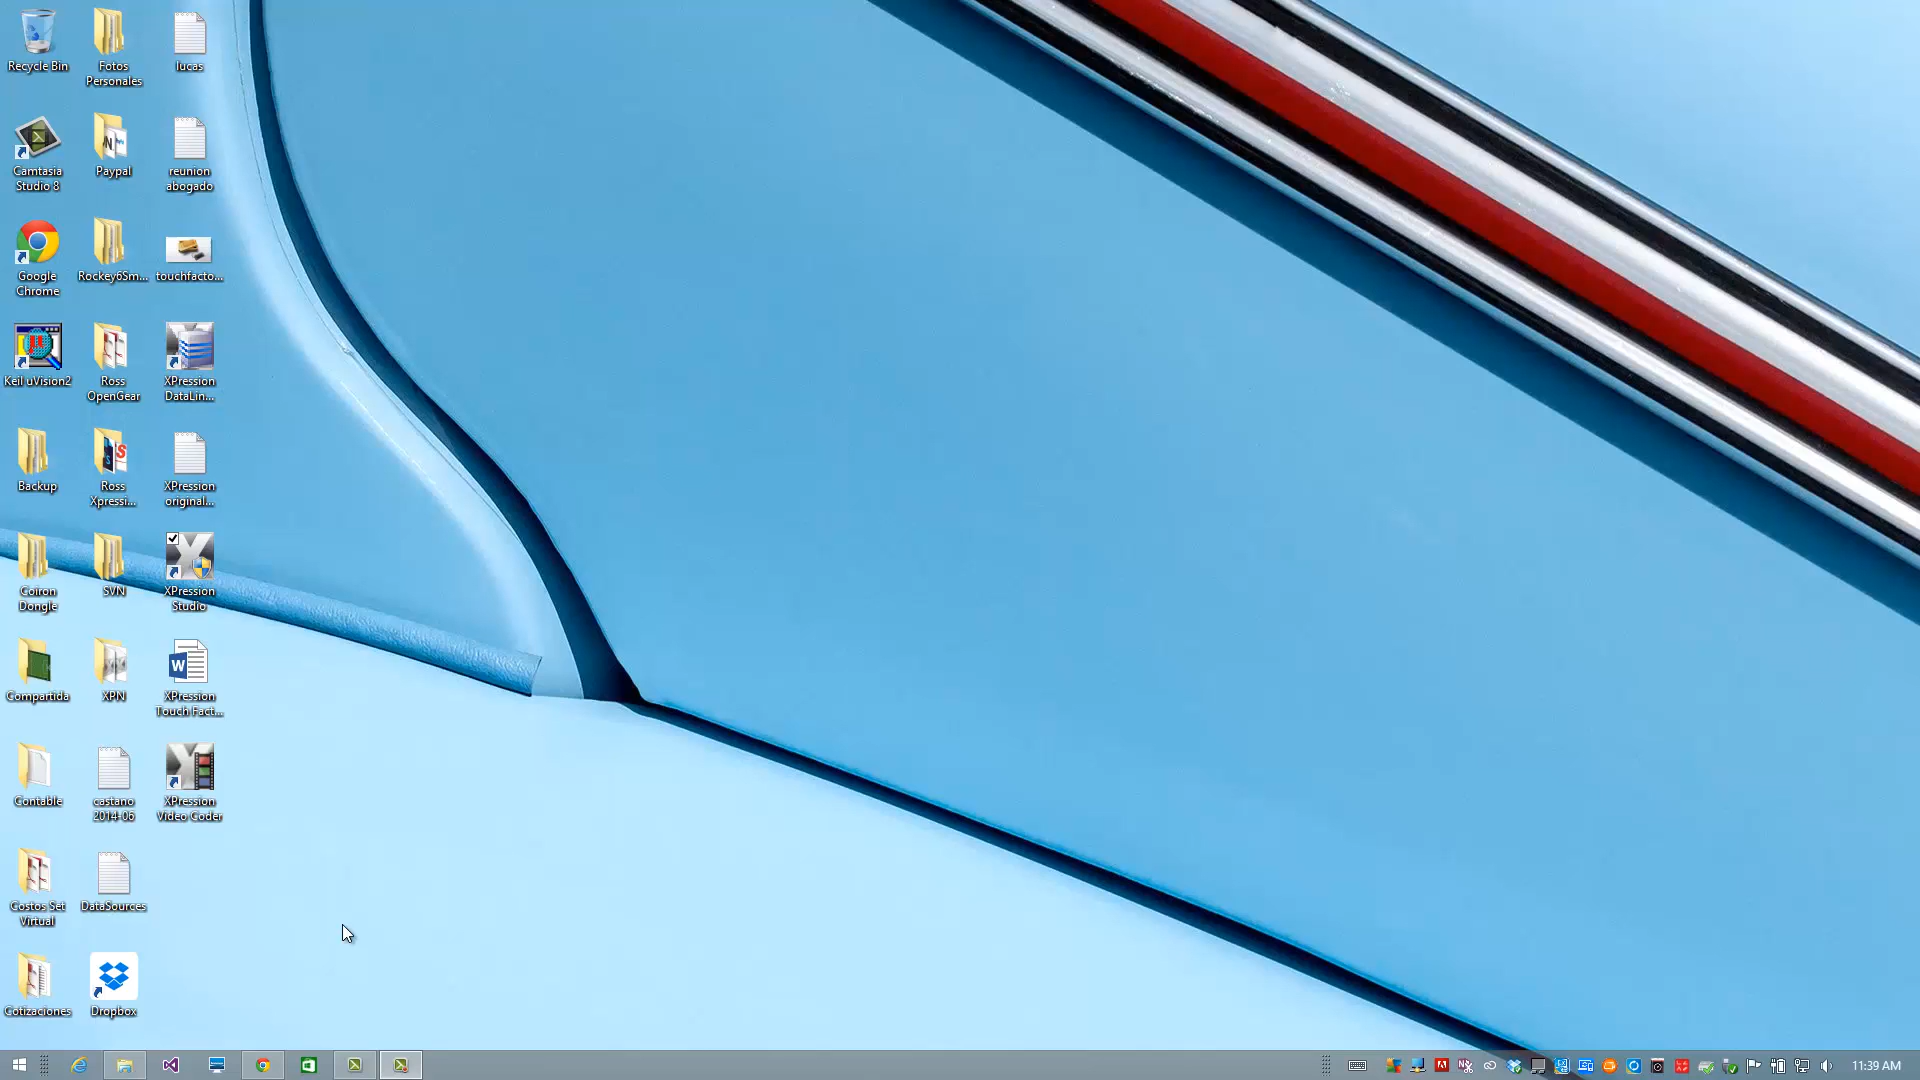 Recycle Bin
Fotos
Personales
lucas
Camtasia
Studio 8
Paypal
reunion
abogado
Google
Chrome
Rockey6Sm...
touchfacto...
Keil uVision2
Ross
OpenGear
XPression
DataLin...
Backup
Ross
Xpressi...
XPression
original...
Coiron
Dongle
SVN
XPression
Studio
Compartida
XPN
XPression
Touch Fact...
Contable
castano
2014-06
XPression
Video Coder
Costos Set
Virtual
DataSources
Cotizaciones
Dropbox
11:39 AM